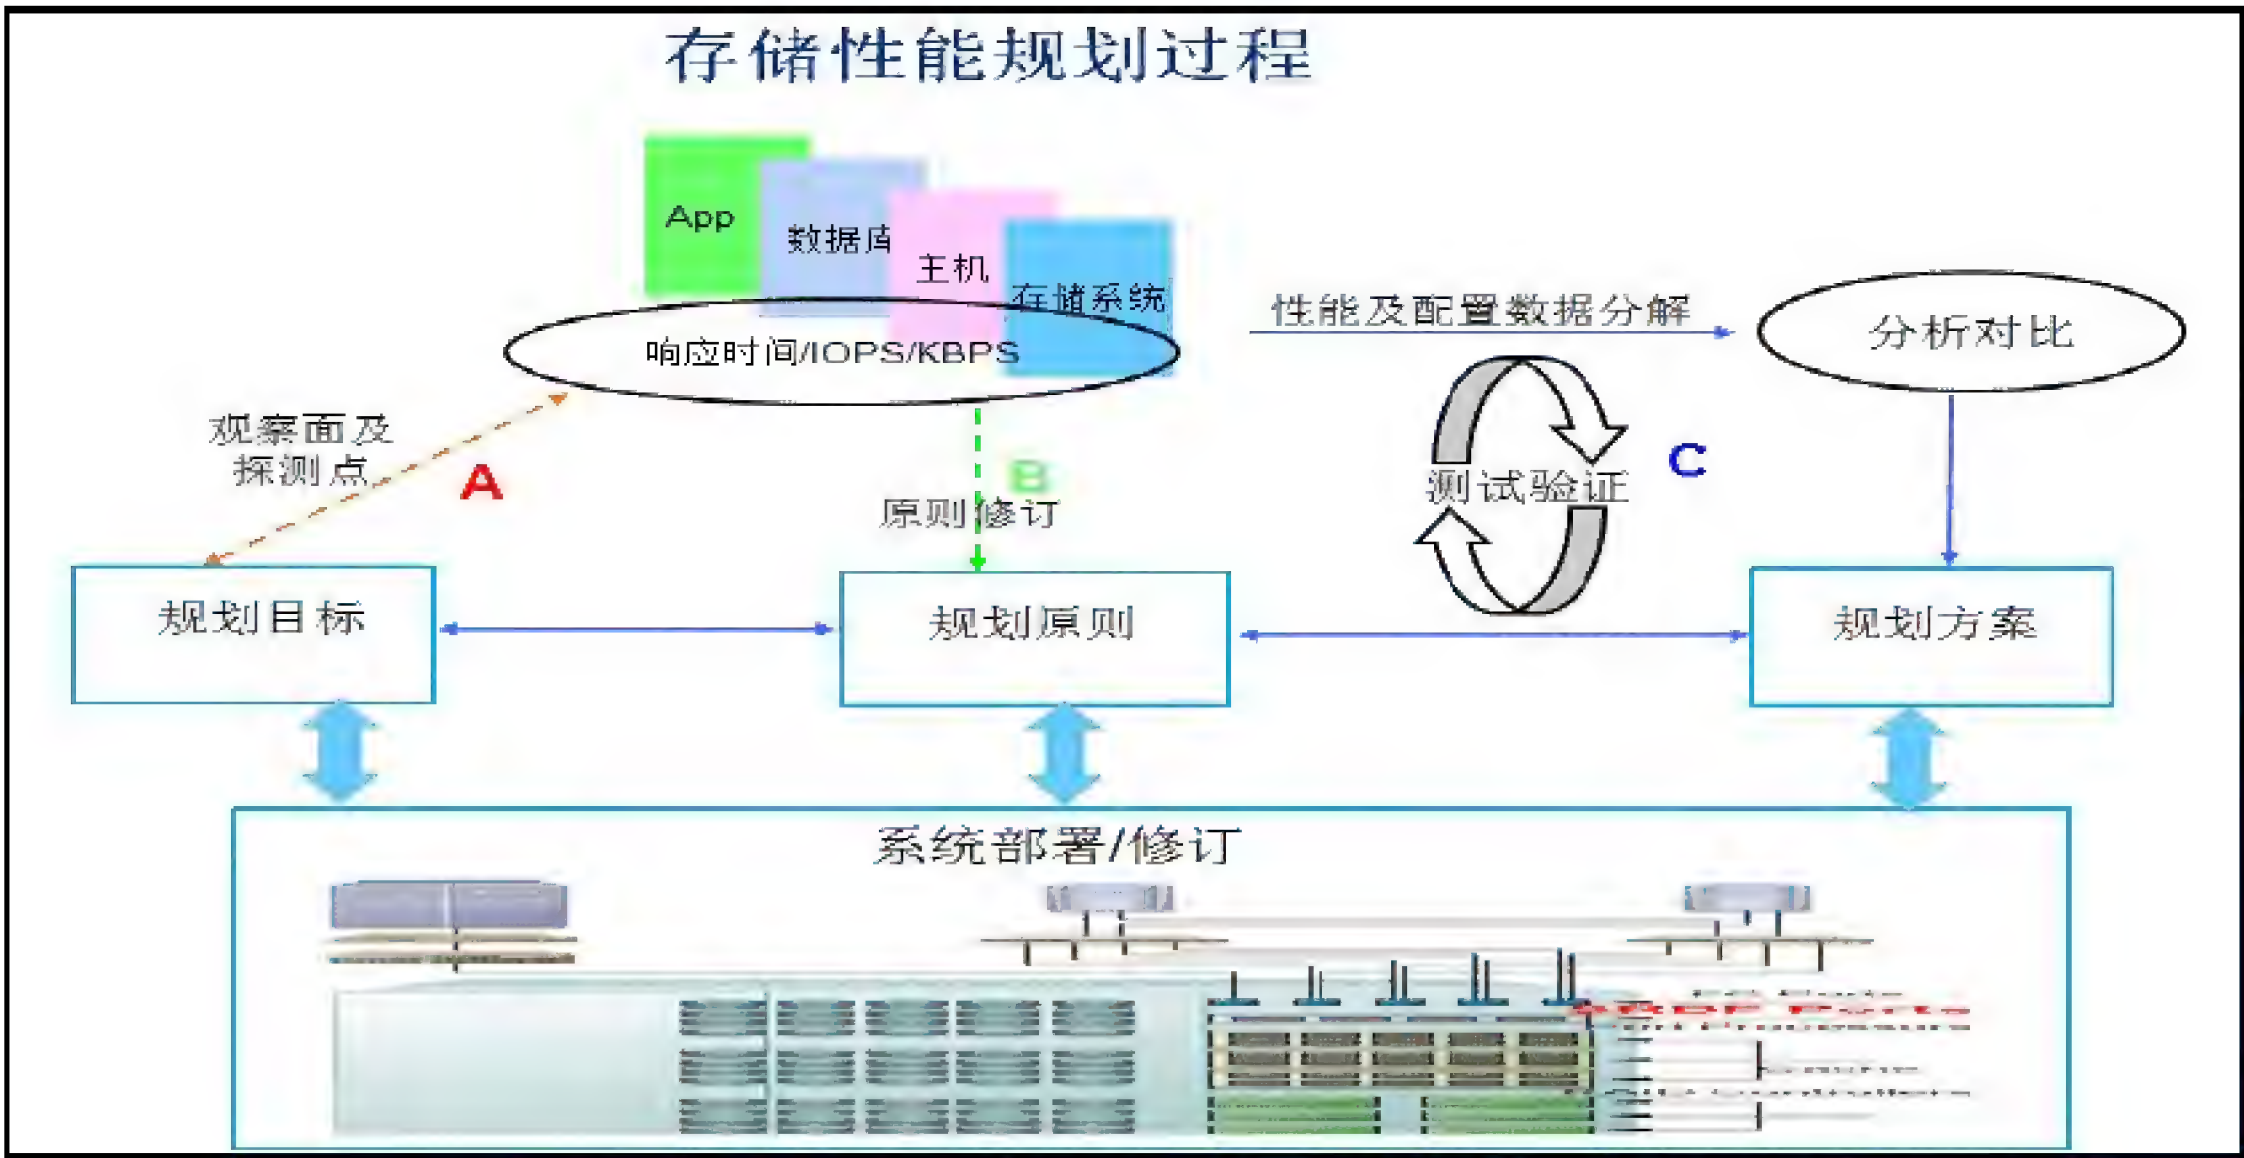 存储性能规划过程
App
数据库
主机
存储系统
响应时间/IOPS/KBPS
性能及配置数据分解
分析对比
观察面及
探测点
A
B
原则修订
测试验证
C
规划目标
规划原则
规划方案
系统部署/修订